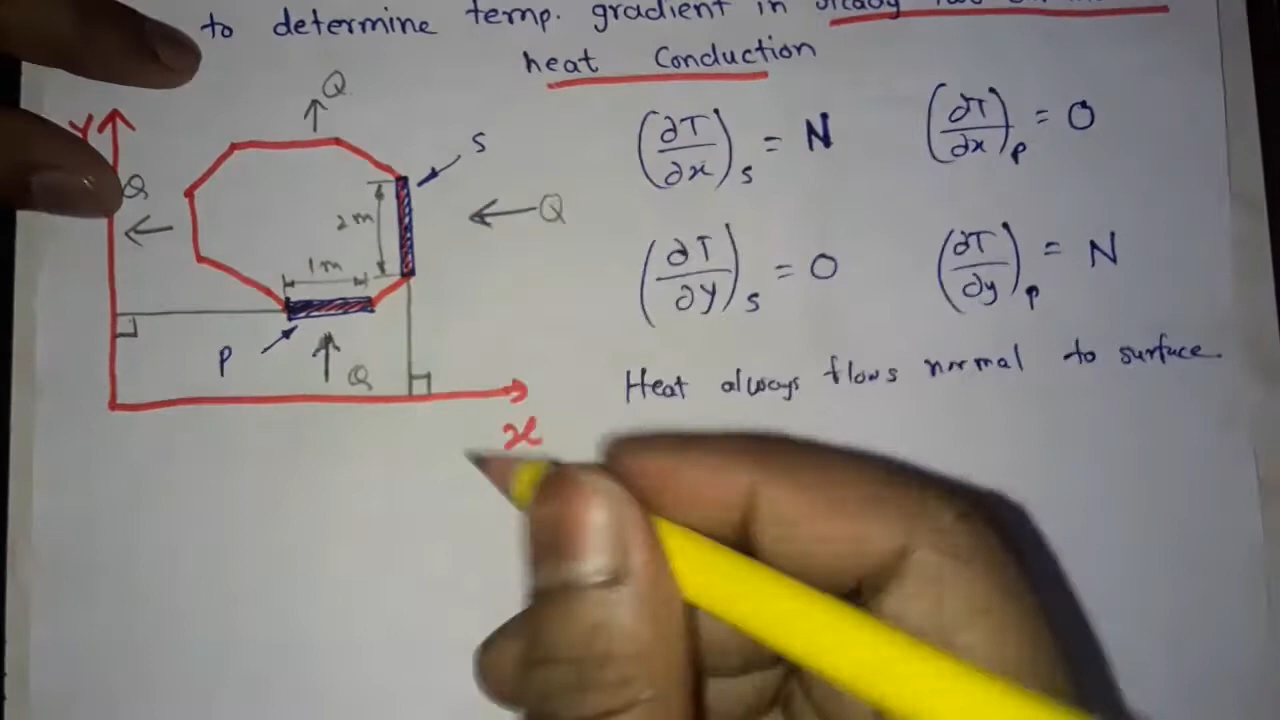 to determine temp. gradient in
heat Conduction
Y
Q
S
Q
2m
Q
1m
P
Q
x
(∂T/∂x)s = N
(∂T/∂x)p = 0
(∂T/∂y)s = 0
(∂T/∂y)p = N
Heat always flows normal to surface.